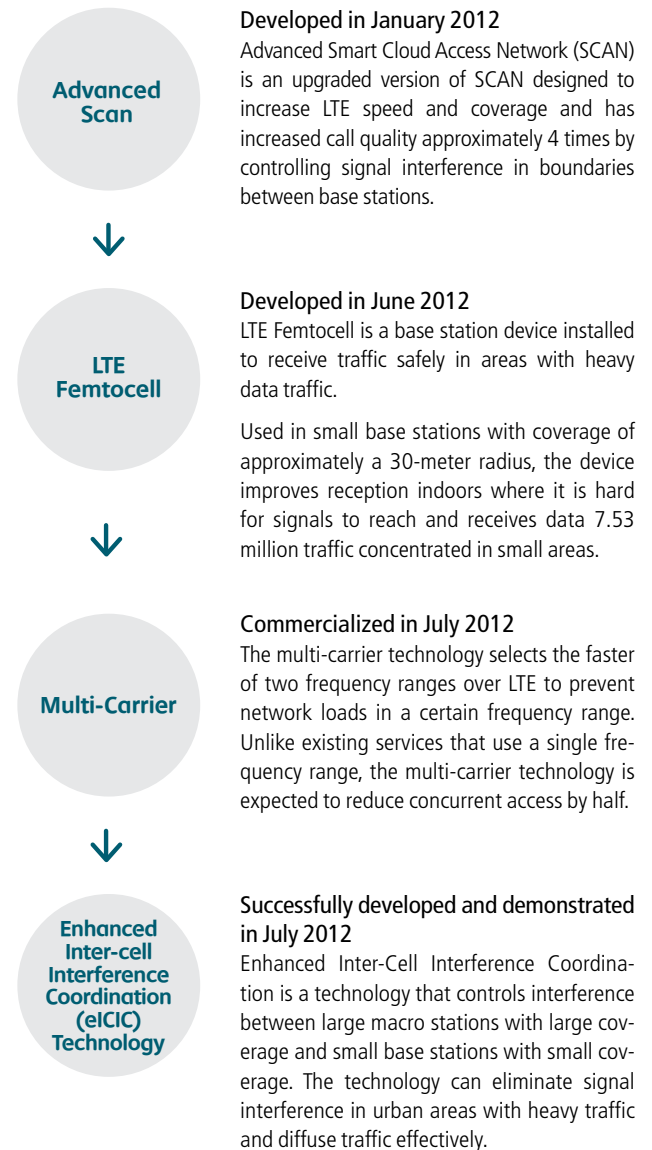 Advanced
Scan
Developed in January 2012
Advanced Smart Cloud Access Network (SCAN)
is an upgraded version of SCAN designed to
increase LTE speed and coverage and has
increased call quality approximately 4 times by
controlling signal interference in boundaries
between base stations.
LTE
Femtocell
Developed in June 2012
LTE Femtocell is a base station device installed
to receive traffic safely in areas with heavy
data traffic.
Used in small base stations with coverage of
approximately a 30-meter radius, the device
improves reception indoors where it is hard
for signals to reach and receives data 7.53
million traffic concentrated in small areas.
Multi-Carrier
Commercialized in July 2012
The multi-carrier technology selects the faster
of two frequency ranges over LTE to prevent
network loads in a certain frequency range.
Unlike existing services that use a single fre-
quency range, the multi-carrier technology is
expected to reduce concurrent access by half.
Enhanced
Inter-cell
Interference
Coordination
(eICIC)
Technology
Successfully developed and demonstrated
in July 2012
Enhanced Inter-Cell Interference Coordina-
tion is a technology that controls interference
between large macro stations with large cov-
erage and small base stations with small cov-
erage. The technology can eliminate signal
interference in urban areas with heavy traffic
and diffuse traffic effectively.